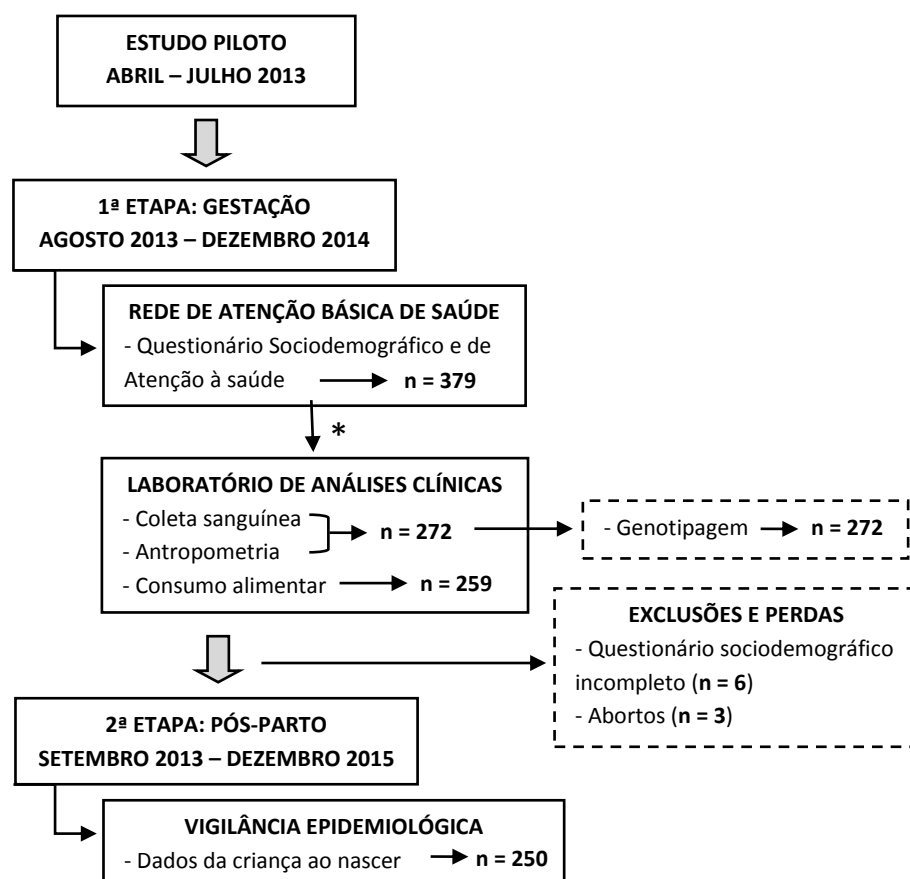 ESTUDO PILOTO
ABRIL – JULHO 2013
1ª ETAPA: GESTAÇÃO
AGOSTO 2013 – DEZEMBRO 2014
REDE DE ATENÇÃO BÁSICA DE SAÚDE
- Questionário Sociodemográfico e de
Atenção à saúde n = 379
*
LABORATÓRIO DE ANÁLISES CLÍNICAS
- Coleta sanguínea
- Antropometria
n = 272
- Consumo alimentar n = 259
- Genotipagem n = 272
EXCLUSÕES E PERDAS
- Questionário sociodemográfico
incompleto (n = 6)
- Abortos (n = 3)
2ª ETAPA: PÓS-PARTO
SETEMBRO 2013 – DEZEMBRO 2015
VIGILÂNCIA EPIDEMIOLÓGICA
- Dados da criança ao nascer n = 250